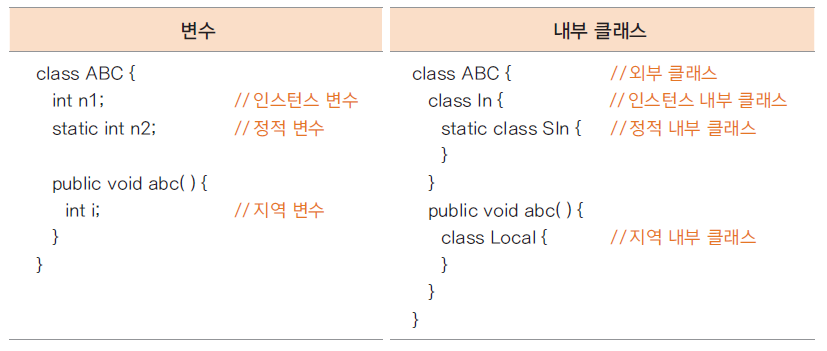 변수
class ABC {
int n1; //인스턴스 변수
static int n2; //정적 변수
public void abc( ) {
int i; //지역 변수
}
}
내부 클래스
class ABC { //외부 클래스
class In { //인스턴스 내부 클래스
static class SIn { //정적 내부 클래스
}
}
public void abc( ) {
class Local { //지역 내부 클래스
}
}
}